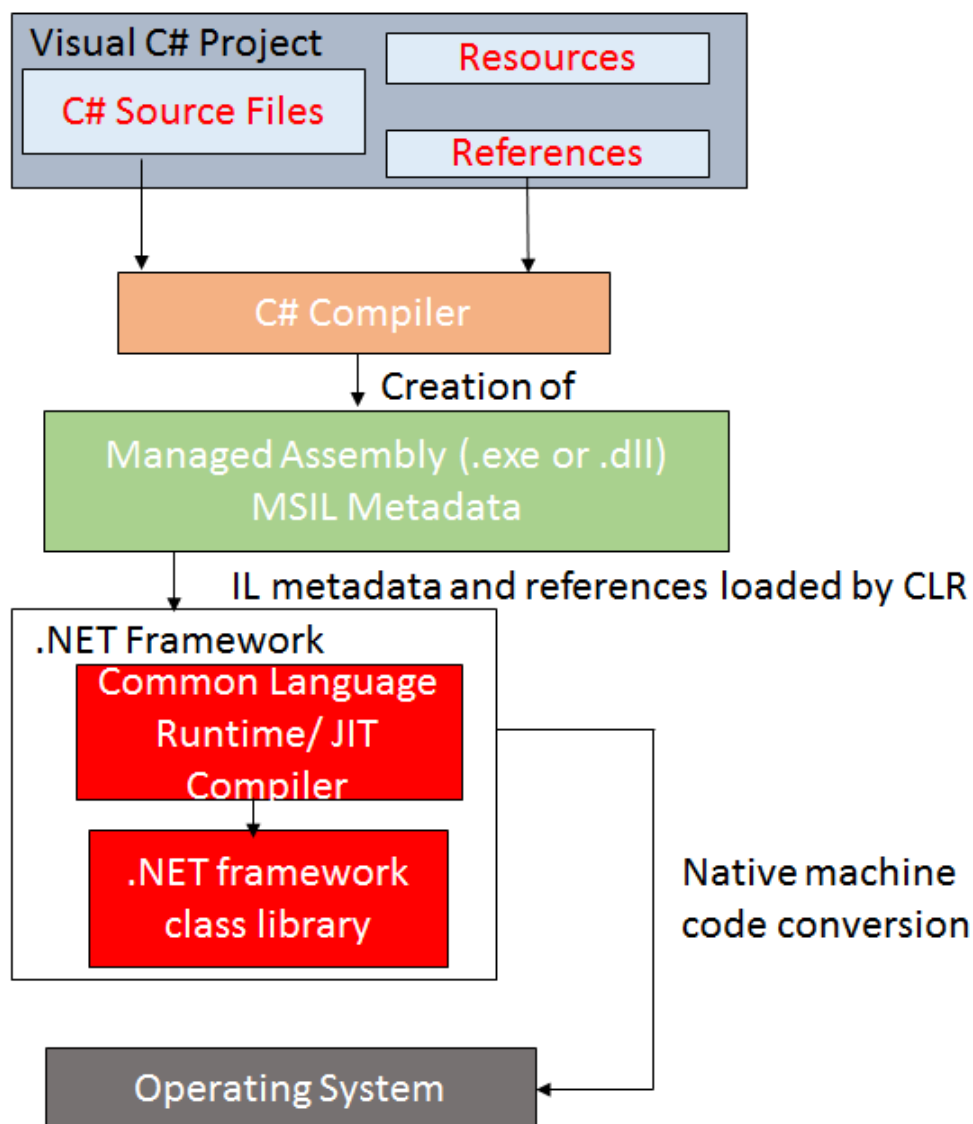 Visual C# Project
Resources
C# Source Files
References
C# Compiler
Creation of
Managed Assembly (.exe or .dll)
MSIL Metadata
IL metadata and references loaded by CLR
.NET Framework
Common Language
Runtime/ JIT
Compiler
.NET framework
class library
Native machine
code conversion
Operating System